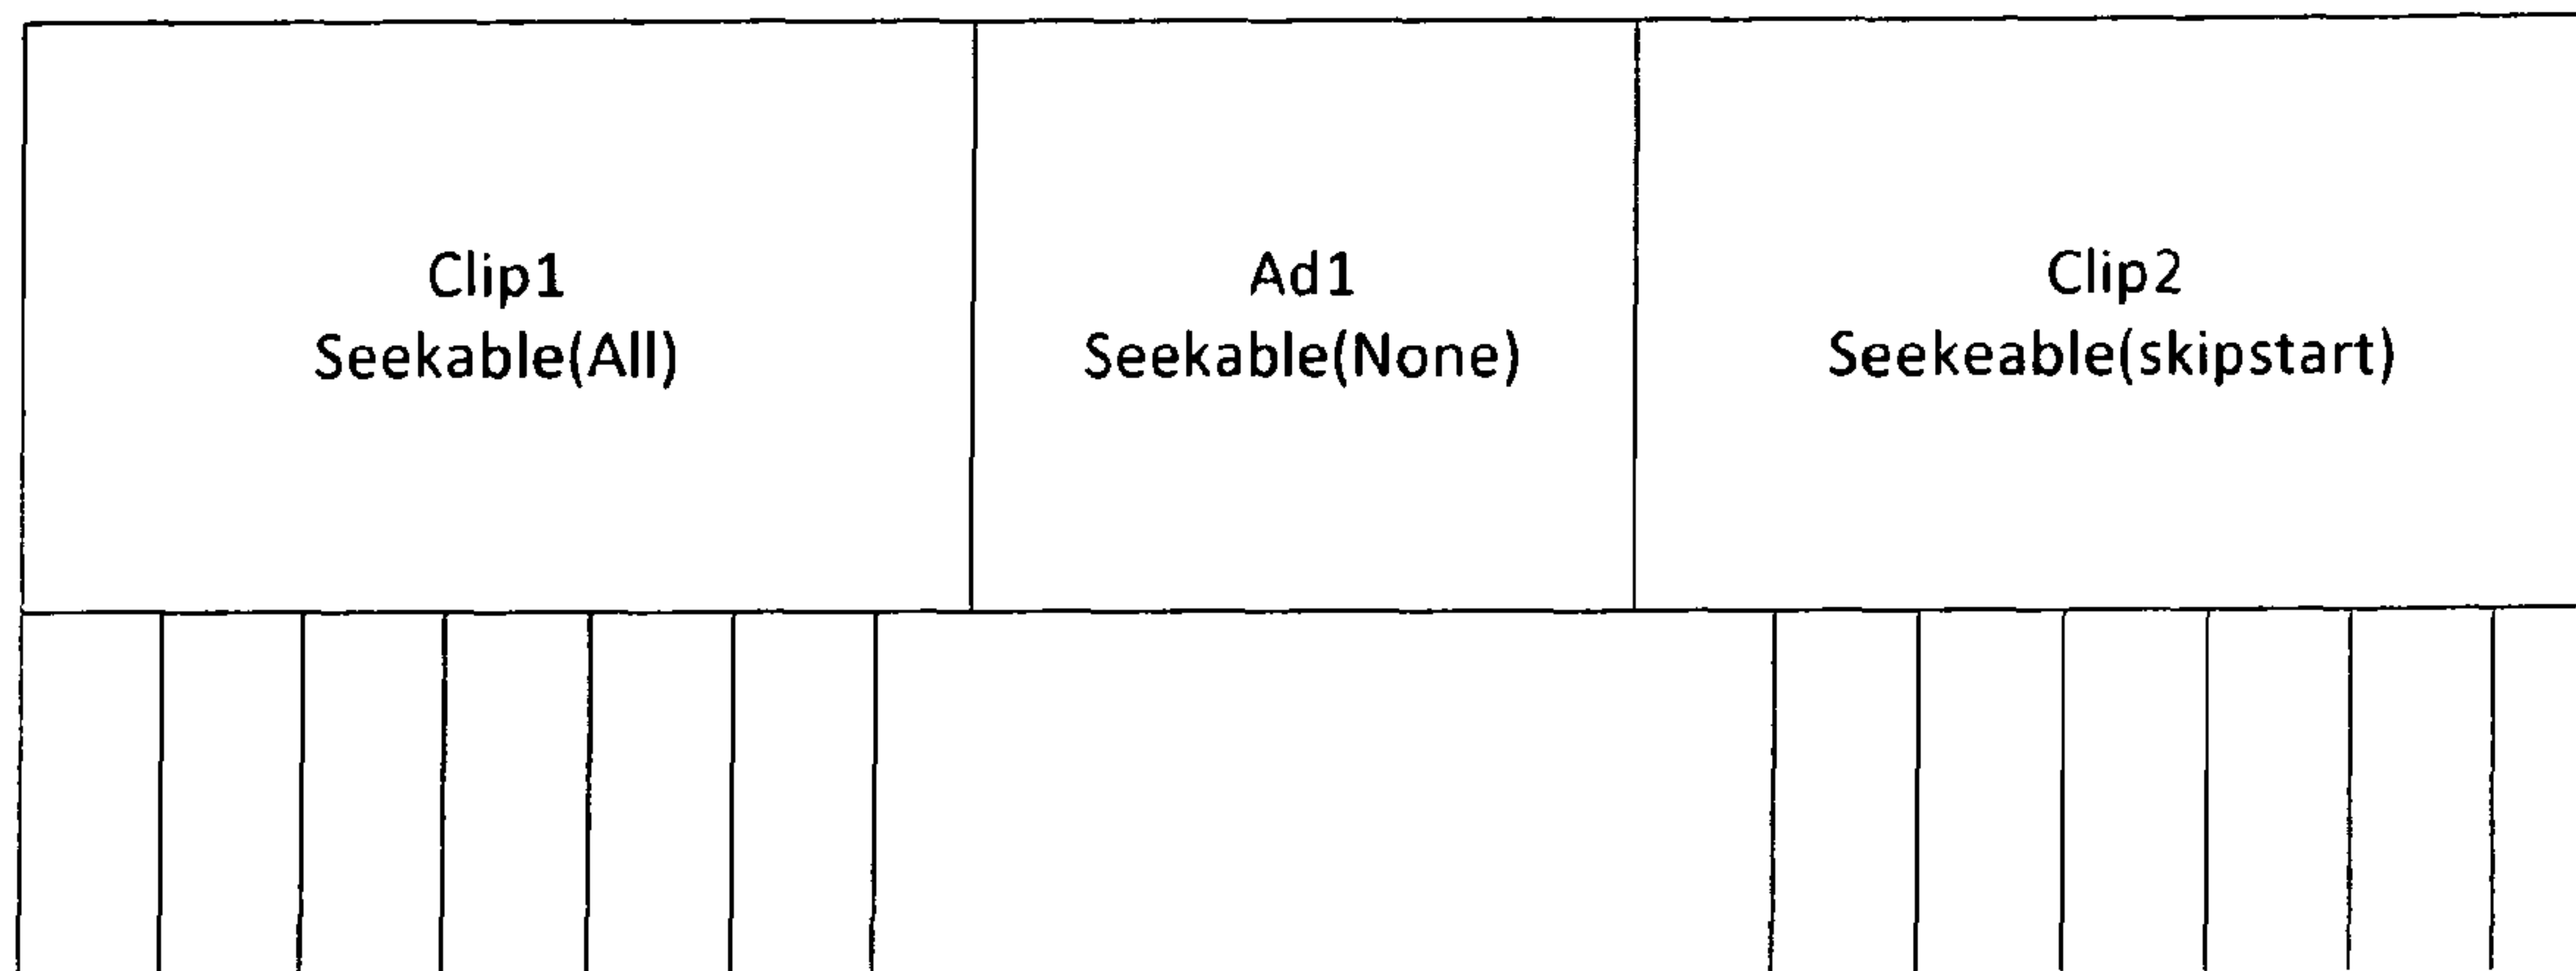 Clip1
Seekable(All)
Ad1
Seekable(None)
Clip2
Seekeable(skipstart)